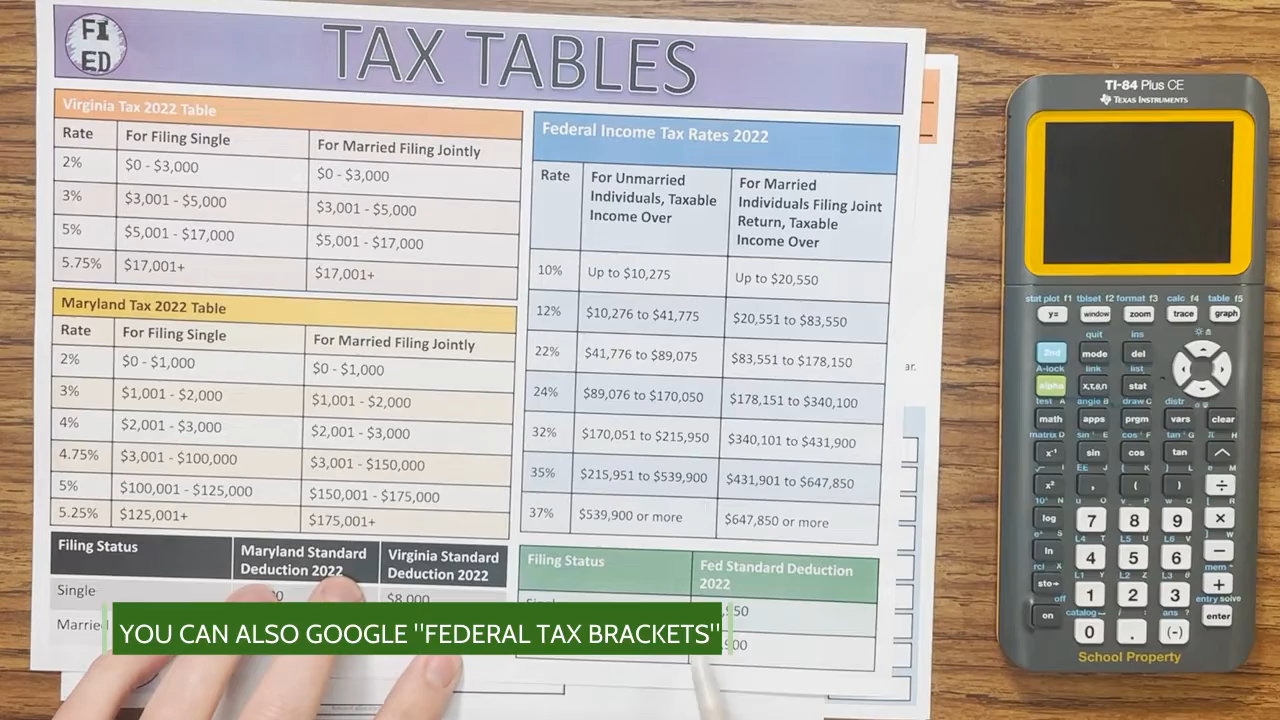 FI
ED
TAX TABLES
Virginia Tax 2022 Table
Rate For Filing Single For Married Filing Jointly
2% $0 - $3,000 $0 - $3,000
3% $3,001 - $5,000 $3,001 - $5,000
5% $5,001 - $17,000 $5,001 - $17,000
5.75% $17,001+ $17,001+
Maryland Tax 2022 Table
Rate For Filing Single For Married Filing Jointly
2% $0 - $1,000 $0 - $1,000
3% $1,001 - $2,000 $1,001 - $2,000
4% $2,001 - $3,000 $2,001 - $3,000
4.75% $3,001 - $100,000 $3,001 - $150,000
5% $100,001 - $125,000 $150,001 - $175,000
5.25% $125,001+ $175,001+
Filing Status Maryland Standard Virginia Standard
Deduction 2022 Deduction 2022
Single $8,000
Married
Federal Income Tax Rates 2022
Rate For Unmarried For Married
Individuals, Taxable Individuals Filing Joint
Income Over Return, Taxable
Income Over
10% Up to $10,275 Up to $20,550
12% $10,276 to $41,775 $20,551 to $83,550
22% $41,776 to $89,075 $83,551 to $178,150
24% $89,076 to $170,050 $178,151 to $340,100
32% $170,051 to $215,950 $340,101 to $431,900
35% $215,951 to $539,900 $431,901 to $647,850
37% $539,900 or more $647,850 or more
Filing Status Fed Standard Deduction
2022
YOU CAN ALSO GOOGLE "FEDERAL TAX BRACKETS"
ar.
TI-84 Plus CE
TEXAS INSTRUMENTS
stat plot f1 tblset f2 format f3 calc f4 table f5
y= window zoom trace graph
quit ins
2nd mode del
A-lock link list
alpha X,T,θ,n stat
test A angle B draw C distr
math apps prgm vars clear
matrix D sin⁻¹ E cos⁻¹ F tan⁻¹ G π H
x⁻¹ sin cos tan ^
EE J K L M
x² , ( ) ÷
10ˣ N u O v P w Q R
log 7 8 9 ×
eˣ S L4 T L5 U L6 V W
ln 4 5 6 −
rcl X L1 Y L2 Z L3 θ mem "
sto→ 1 2 3 +
off catalog i : ans ? entry solve
on 0 . (-) enter
School Property